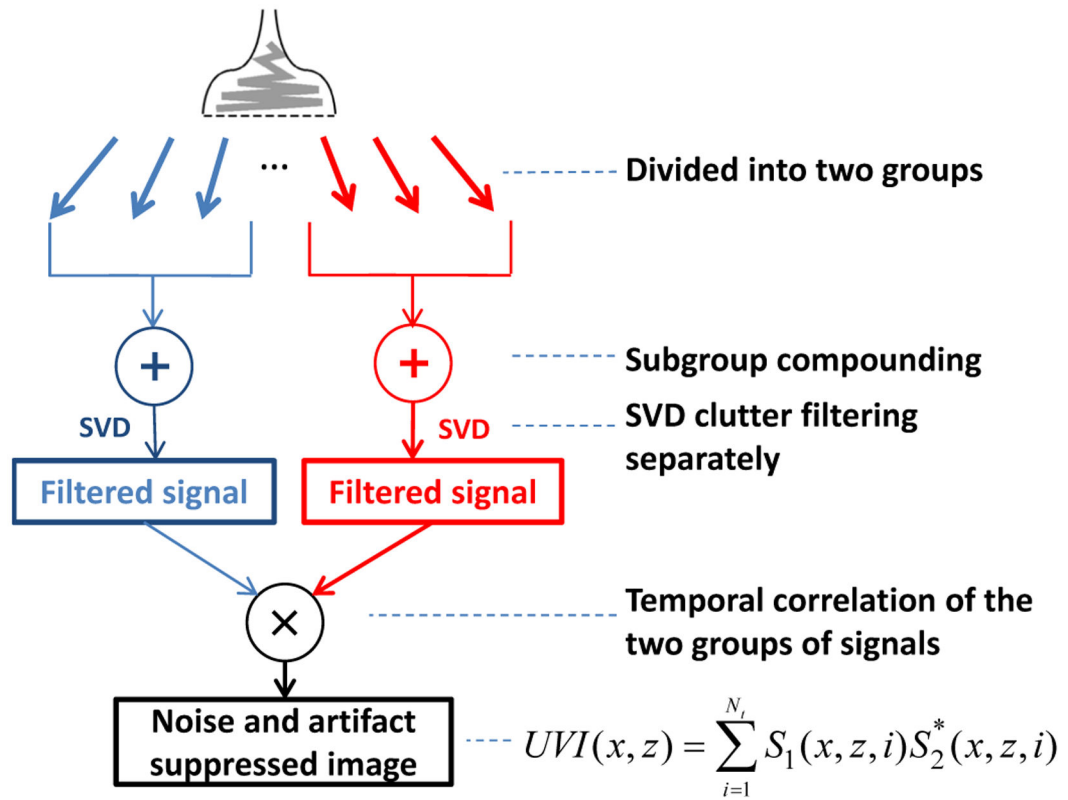 ...
Divided into two groups
+
+
Subgroup compounding
SVD
SVD
SVD clutter filtering
separately
Filtered signal
Filtered signal
×
Temporal correlation of the
two groups of signals
Noise and artifact
suppressed image
UVI(x, z) = \sum_{i=1}^{N_t} S_1(x, z, i) S_2^*(x, z, i)